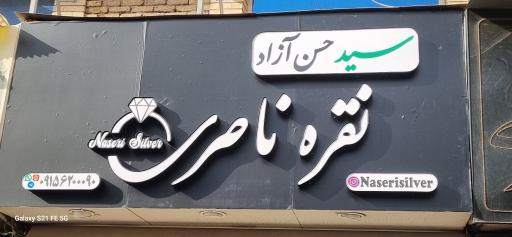 سید حسن آزاد
نقره ناصری
Naseri Silver
۰۹۱۵۶۲۰۰۰۹۰
Naserisilver
Galaxy S21 FE 5G